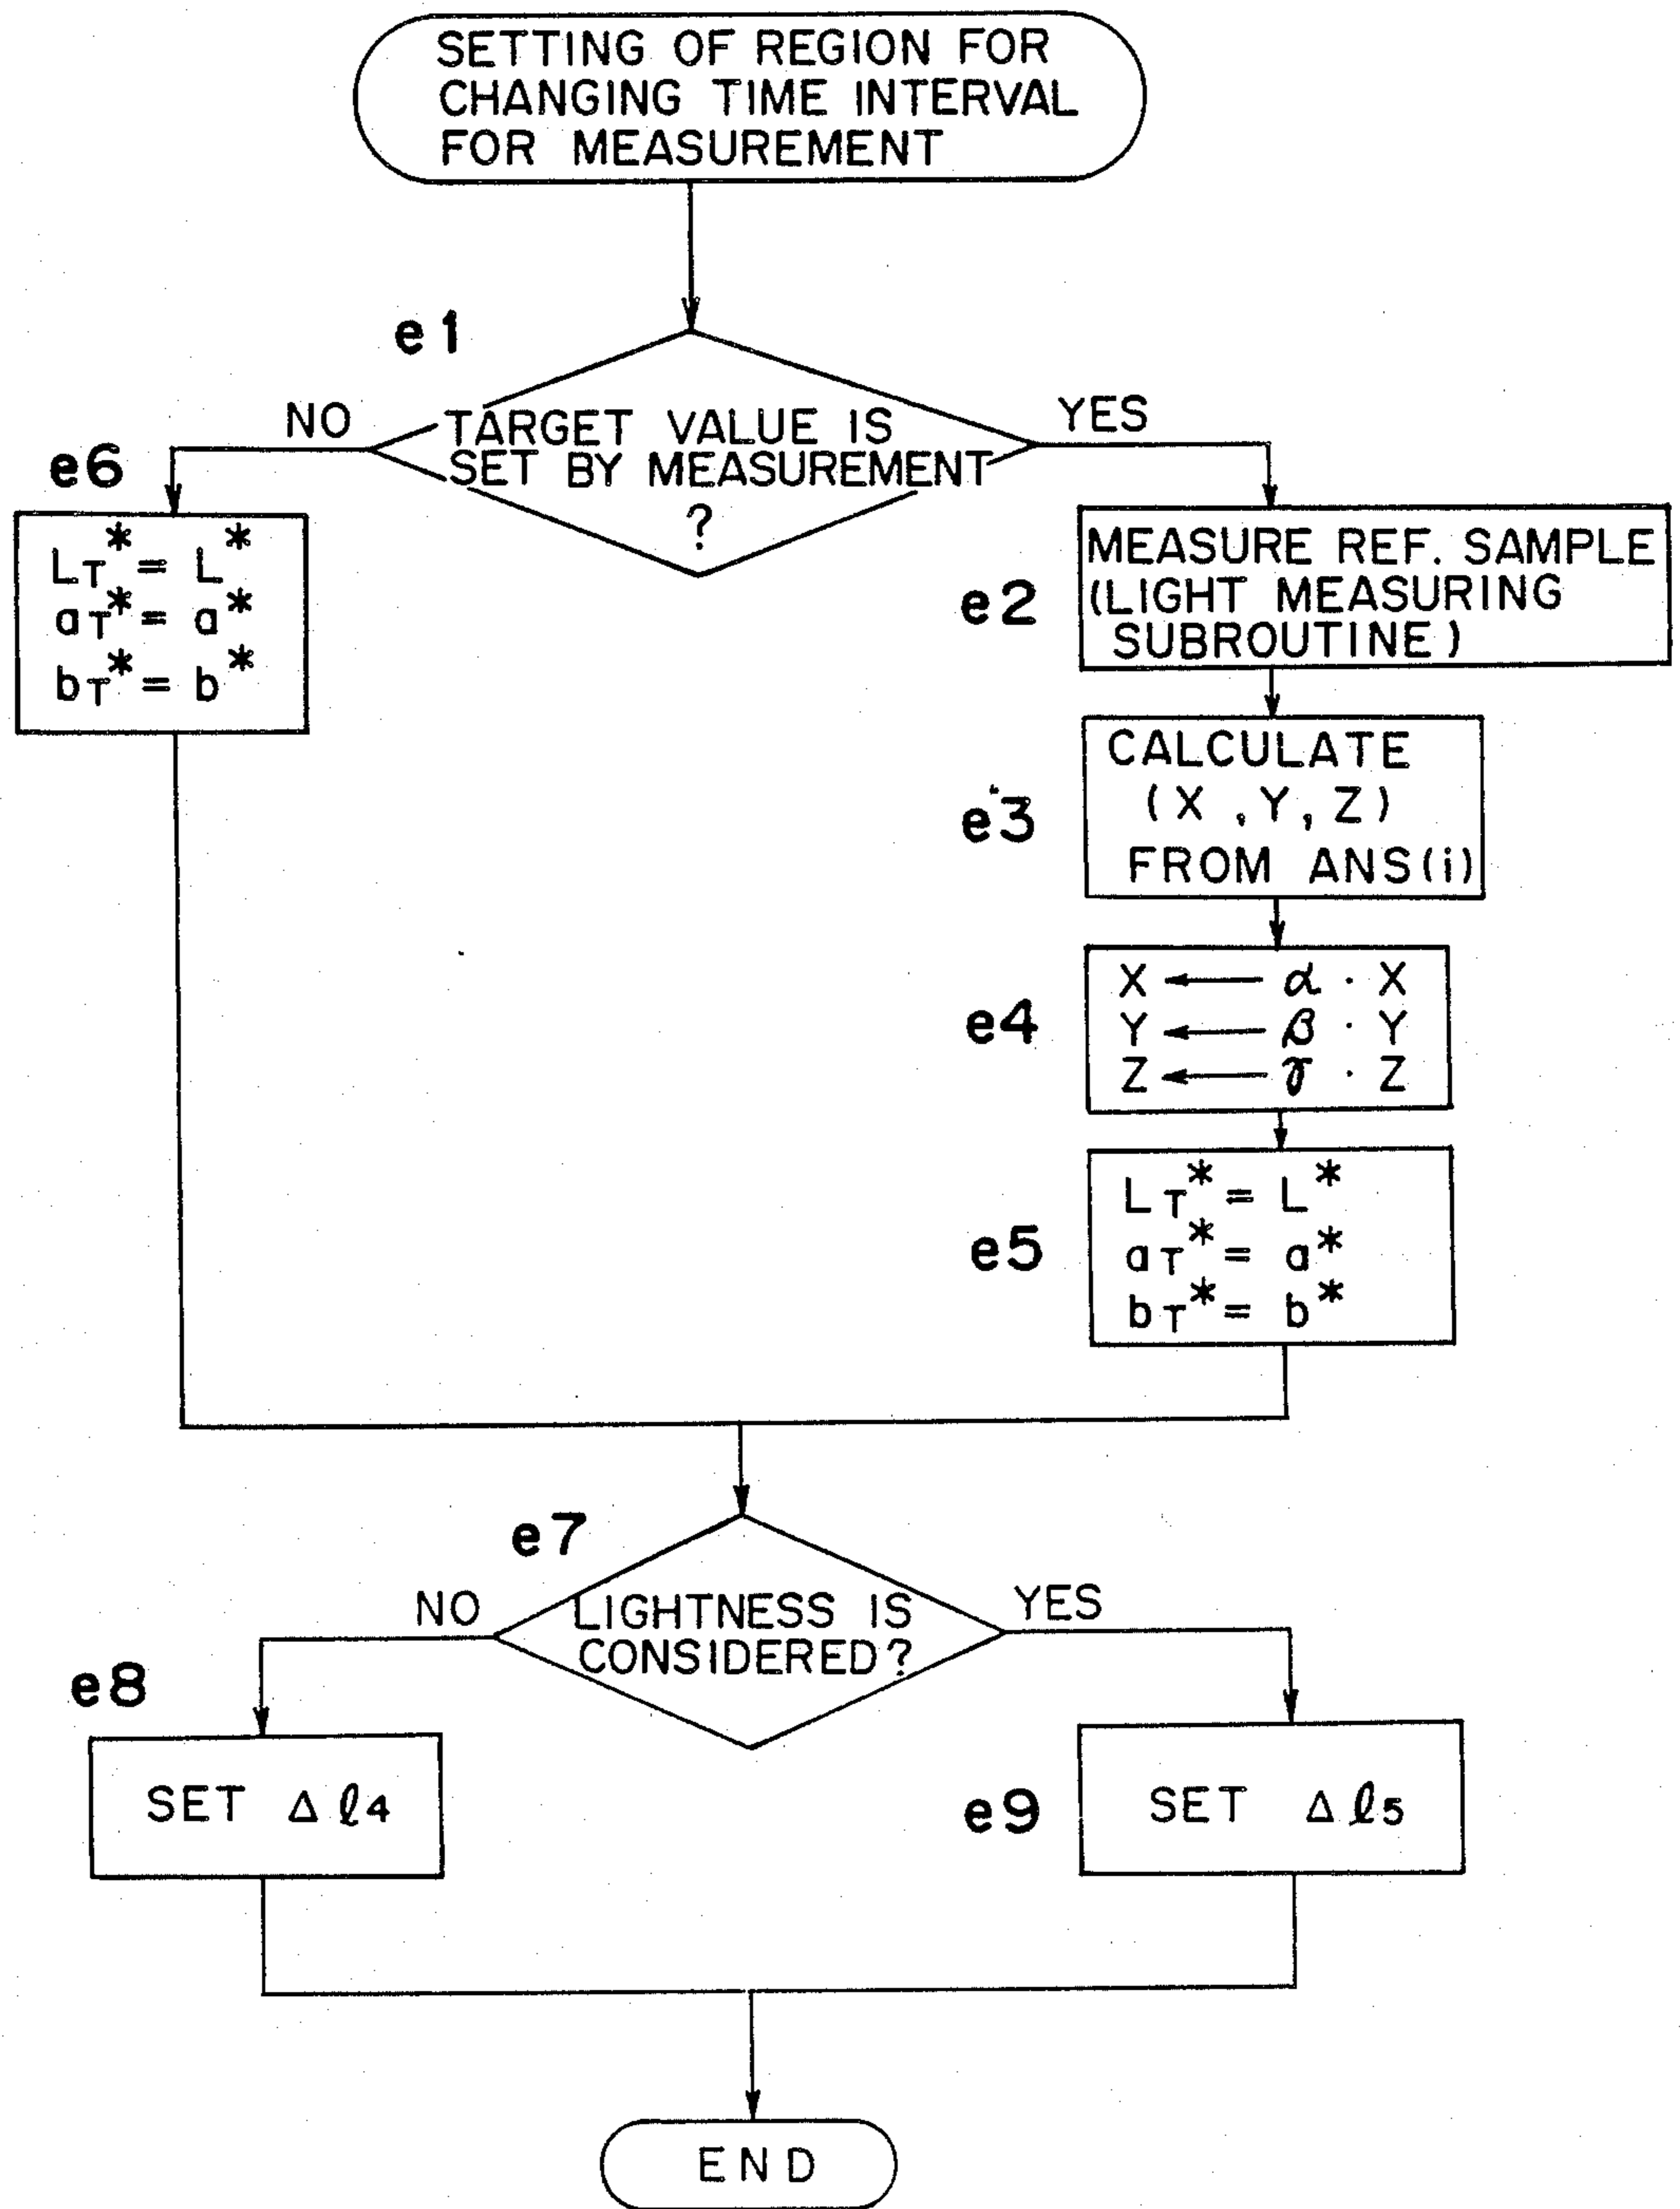 SETTING OF REGION FOR
CHANGING TIME INTERVAL
FOR MEASUREMENT
e1
NO
TARGET VALUE IS
SET BY MEASUREMENT
?
YES
e6
LT* = L*
aT* = a*
bT* = b*
e2
MEASURE REF. SAMPLE
(LIGHT MEASURING
SUBROUTINE)
e3
CALCULATE
(X, Y, Z)
FROM ANS(i)
e4
X ← α · X
Y ← β · Y
Z ← γ · Z
e5
LT* = L*
aT* = a*
bT* = b*
e7
NO
LIGHTNESS IS
CONSIDERED?
YES
e8
SET Δℓ4
e9
SET Δℓ5
END